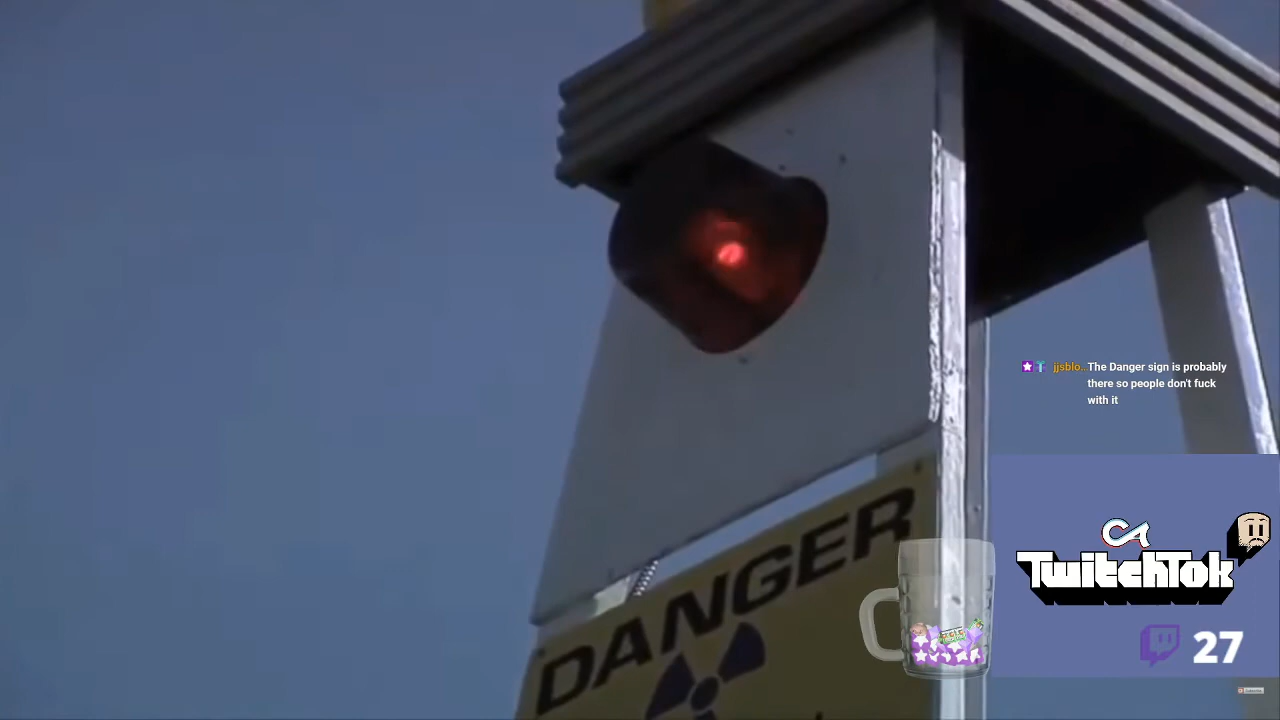 jjsblo...The Danger sign is probably
there so people don't fuck
with it
DANGER
TwitchTok
27